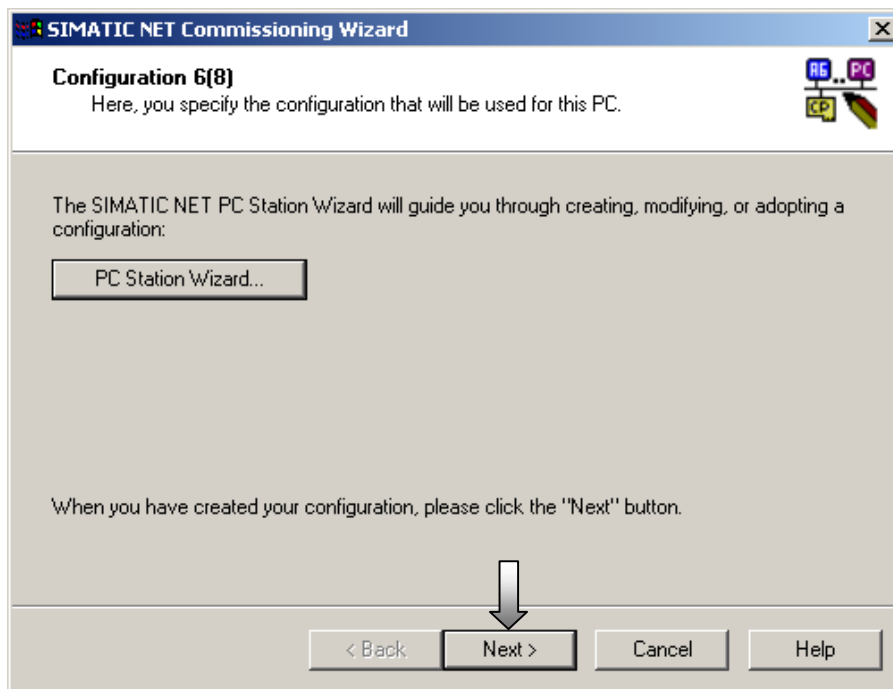 SIMATIC NET Commissioning Wizard
Configuration 6(8)
Here, you specify the configuration that will be used for this PC.
AG PC
CP
The SIMATIC NET PC Station Wizard will guide you through creating, modifying, or adopting a
configuration:
PC Station Wizard...
When you have created your configuration, please click the "Next" button.
< Back Next > Cancel Help